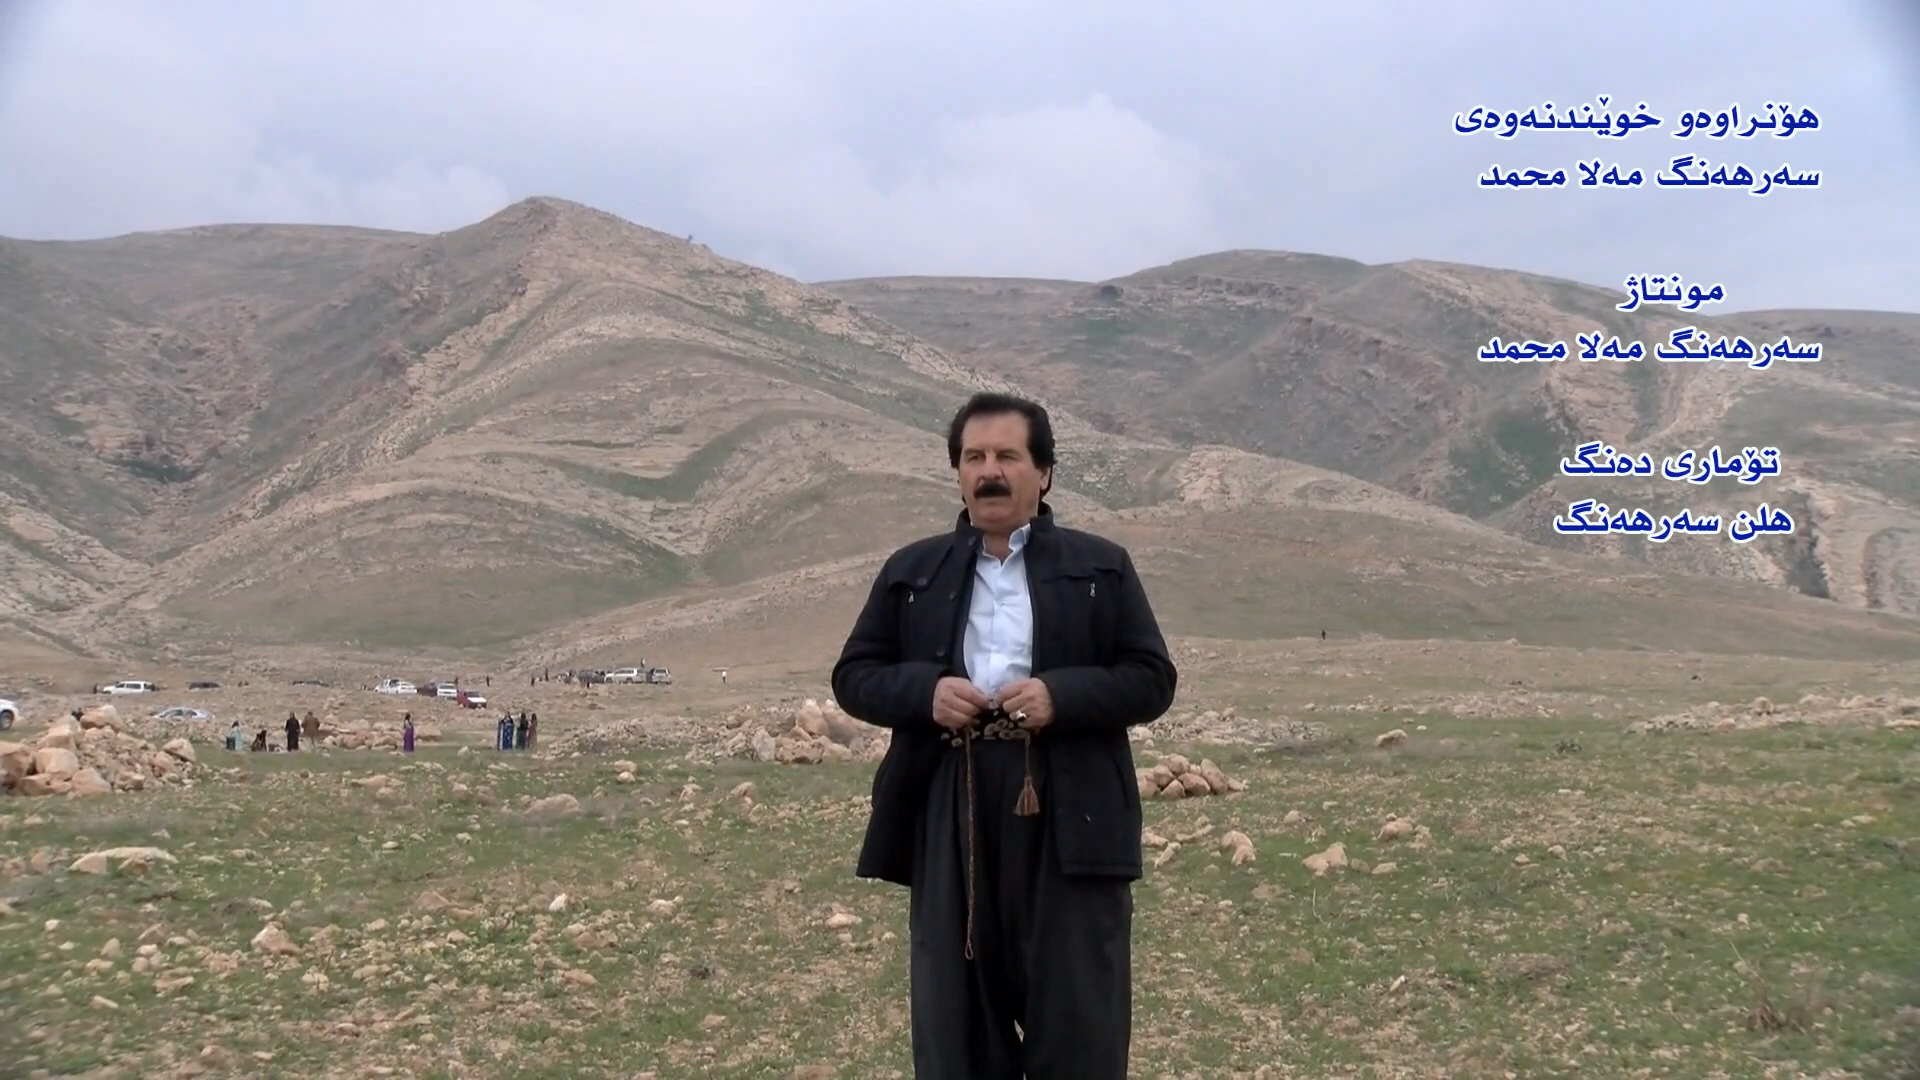 هۆنراوەو خوێندنەوەی
سەرهەنگ مەلا محمد
مونتاژ
سەرهەنگ مەلا محمد
تۆماری دەنگ
هلن سەرهەنگ